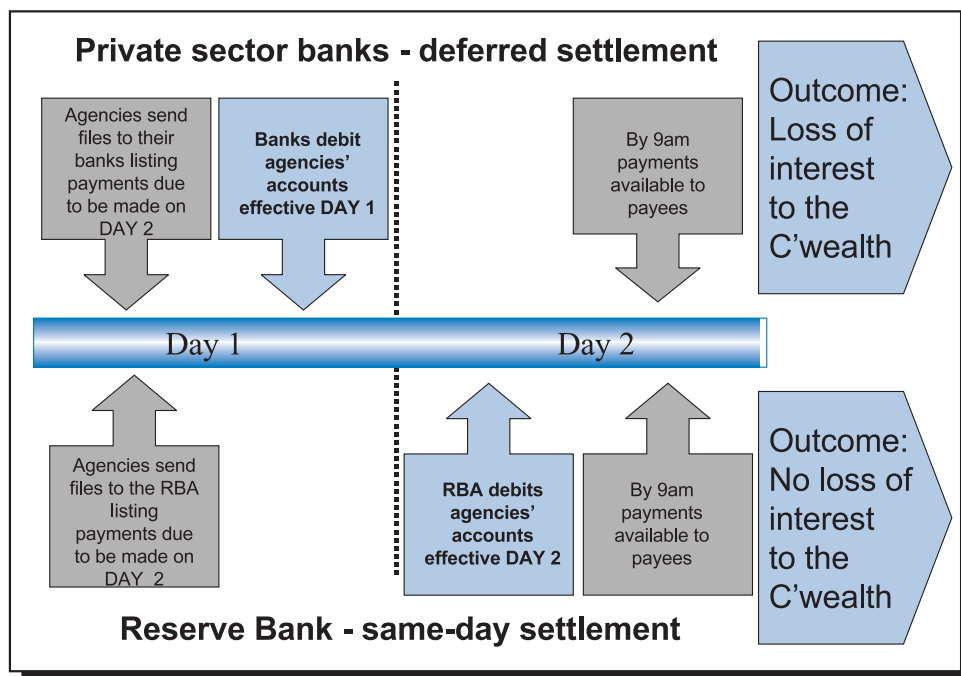 Private sector banks - deferred settlement
Agencies send
files to their
banks listing
payments due
to be made on
DAY 2
Banks debit
agencies’
accounts
effective DAY 1
By 9am
payments
available to
payees
Outcome:
Loss of
interest
to the
C’wealth
Day 1
Day 2
Agencies send
files to the RBA
listing
payments due
to be made on
DAY 2
RBA debits
agencies’
accounts
effective DAY 2
By 9am
payments
available to
payees
Outcome:
No loss of
interest
to the
C’wealth
Reserve Bank - same-day settlement